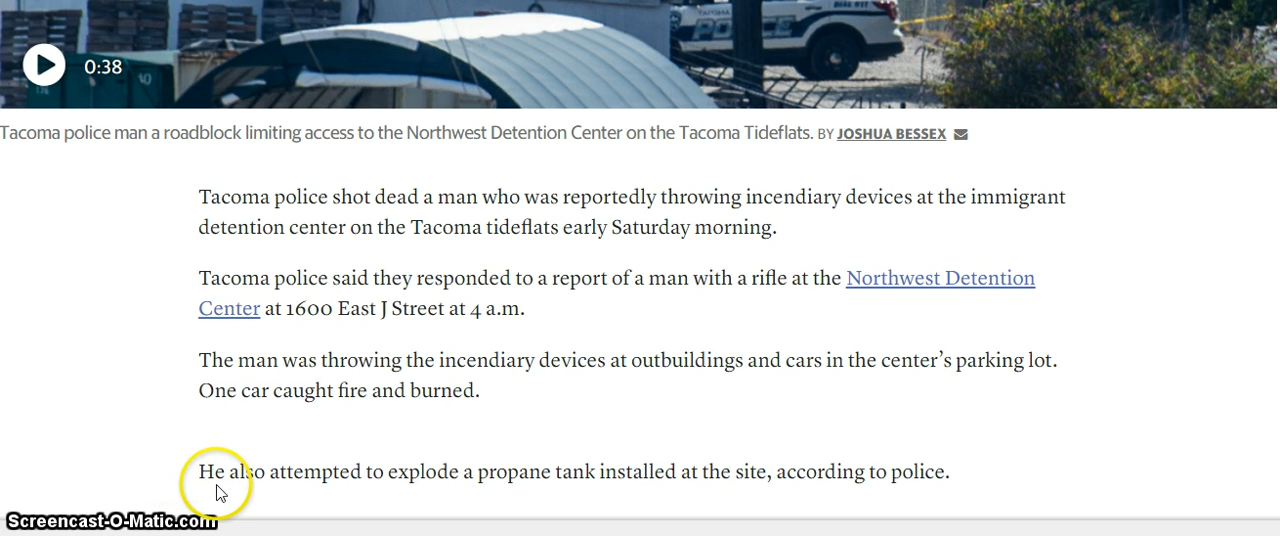 0:38
POLICE
Tacoma police man a roadblock limiting access to the Northwest Detention Center on the Tacoma Tideflats. BY JOSHUA BESSEX
Tacoma police shot dead a man who was reportedly throwing incendiary devices at the immigrant
detention center on the Tacoma tideflats early Saturday morning.
Tacoma police said they responded to a report of a man with a rifle at the Northwest Detention
Center at 1600 East J Street at 4 a.m.
The man was throwing the incendiary devices at outbuildings and cars in the center’s parking lot.
One car caught fire and burned.
He also attempted to explode a propane tank installed at the site, according to police.
Screencast-O-Matic.com